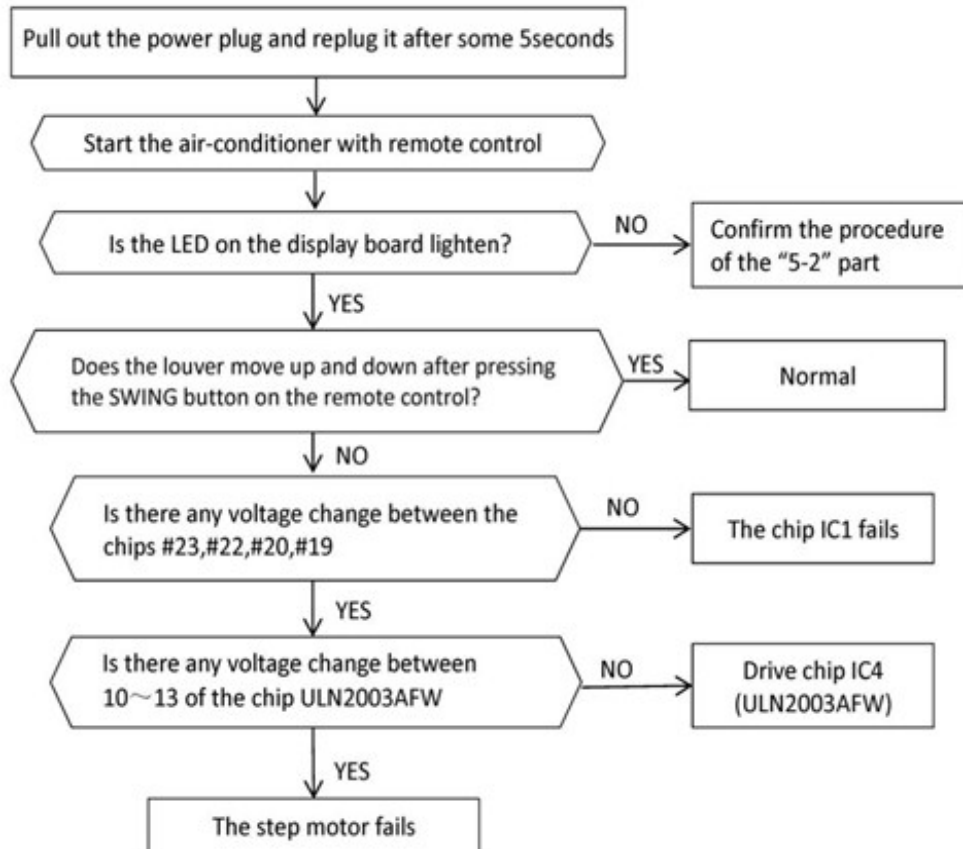 Pull out the power plug and replug it after some 5seconds
Start the air-conditioner with remote control
Is the LED on the display board lighten?
NO
Confirm the procedure
of the “5-2” part
YES
Does the louver move up and down after pressing
the SWING button on the remote control?
YES
Normal
NO
Is there any voltage change between the
chips #23,#22,#20,#19
NO
The chip IC1 fails
YES
Is there any voltage change between
10～13 of the chip ULN2003AFW
NO
Drive chip IC4
(ULN2003AFW)
YES
The step motor fails